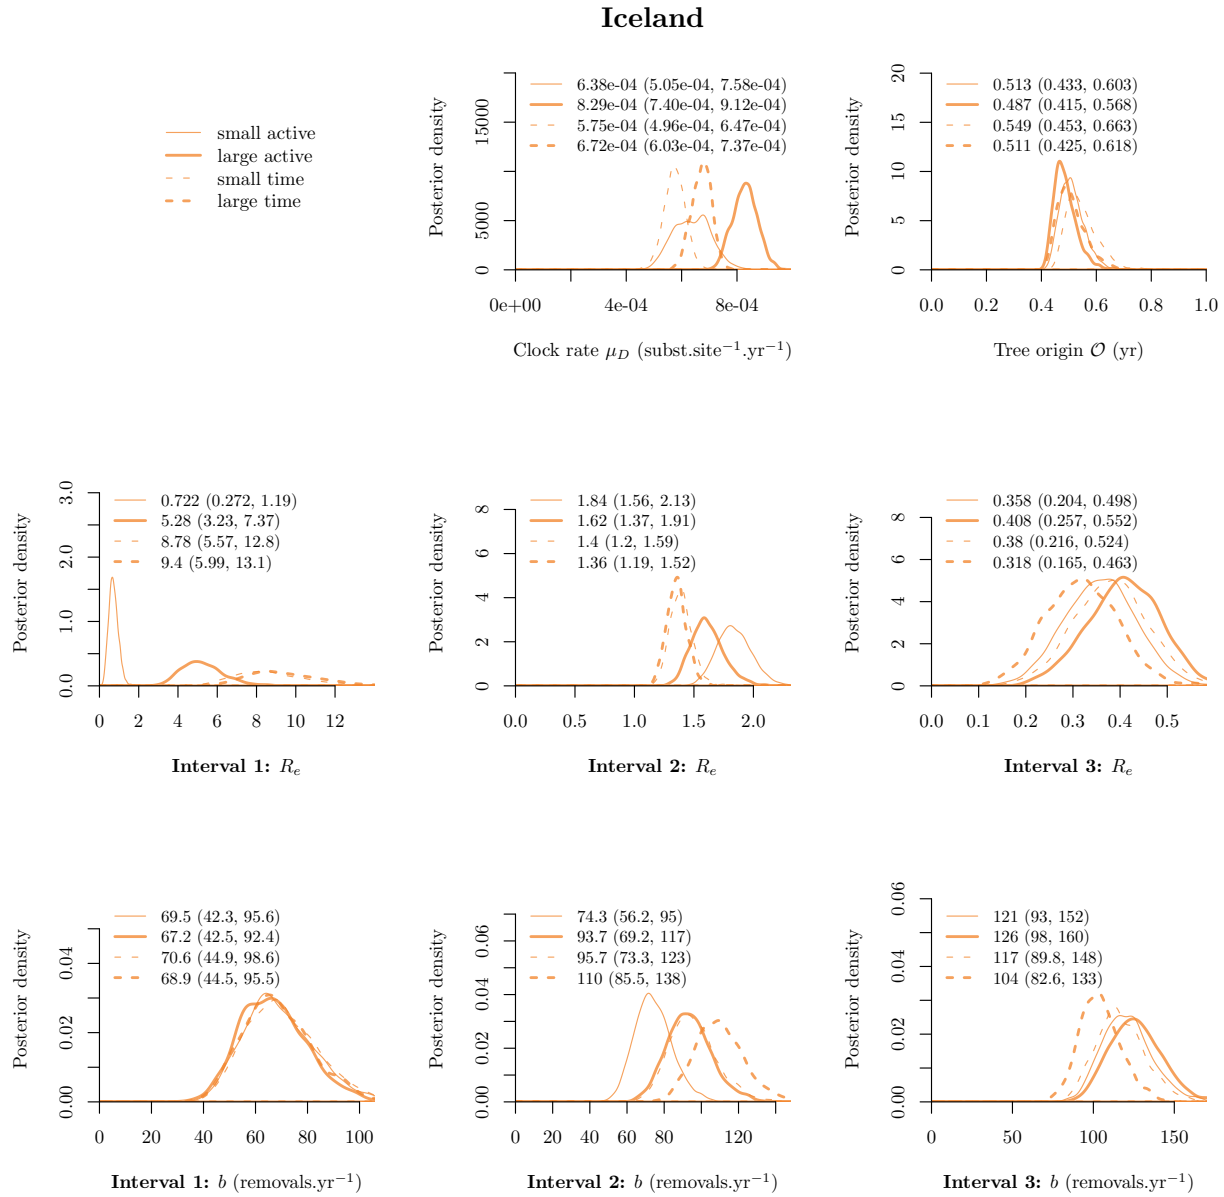 Iceland
small active
large active
small time
large time
Posterior density
0 5000 15000
6.38e-04 (5.05e-04, 7.58e-04)
8.29e-04 (7.40e-04, 9.12e-04)
5.75e-04 (4.96e-04, 6.47e-04)
6.72e-04 (6.03e-04, 7.37e-04)
0e+00 4e-04 8e-04
Clock rate μ_D (subst.site⁻¹.yr⁻¹)
Posterior density
0 5 10 15 20
0.513 (0.433, 0.603)
0.487 (0.415, 0.568)
0.549 (0.453, 0.663)
0.511 (0.425, 0.618)
0.0 0.2 0.4 0.6 0.8 1.0
Tree origin 𝒪 (yr)
Posterior density
0.0 1.0 2.0 3.0
0.722 (0.272, 1.19)
5.28 (3.23, 7.37)
8.78 (5.57, 12.8)
9.4 (5.99, 13.1)
0 2 4 6 8 10 12
Interval 1: R_e
Posterior density
0 2 4 6 8
1.84 (1.56, 2.13)
1.62 (1.37, 1.91)
1.4 (1.2, 1.59)
1.36 (1.19, 1.52)
0.0 0.5 1.0 1.5 2.0
Interval 2: R_e
Posterior density
0 2 4 6 8
0.358 (0.204, 0.498)
0.408 (0.257, 0.552)
0.38 (0.216, 0.524)
0.318 (0.165, 0.463)
0.0 0.1 0.2 0.3 0.4 0.5
Interval 3: R_e
Posterior density
0.00 0.02 0.04
69.5 (42.3, 95.6)
67.2 (42.5, 92.4)
70.6 (44.9, 98.6)
68.9 (44.5, 95.5)
0 20 40 60 80 100
Interval 1: b (removals.yr⁻¹)
Posterior density
0.00 0.02 0.04 0.06
74.3 (56.2, 95)
93.7 (69.2, 117)
95.7 (73.3, 123)
110 (85.5, 138)
0 20 40 60 80 120
Interval 2: b (removals.yr⁻¹)
Posterior density
0.00 0.02 0.04 0.06
121 (93, 152)
126 (98, 160)
117 (89.8, 148)
104 (82.6, 133)
0 50 100 150
Interval 3: b (removals.yr⁻¹)